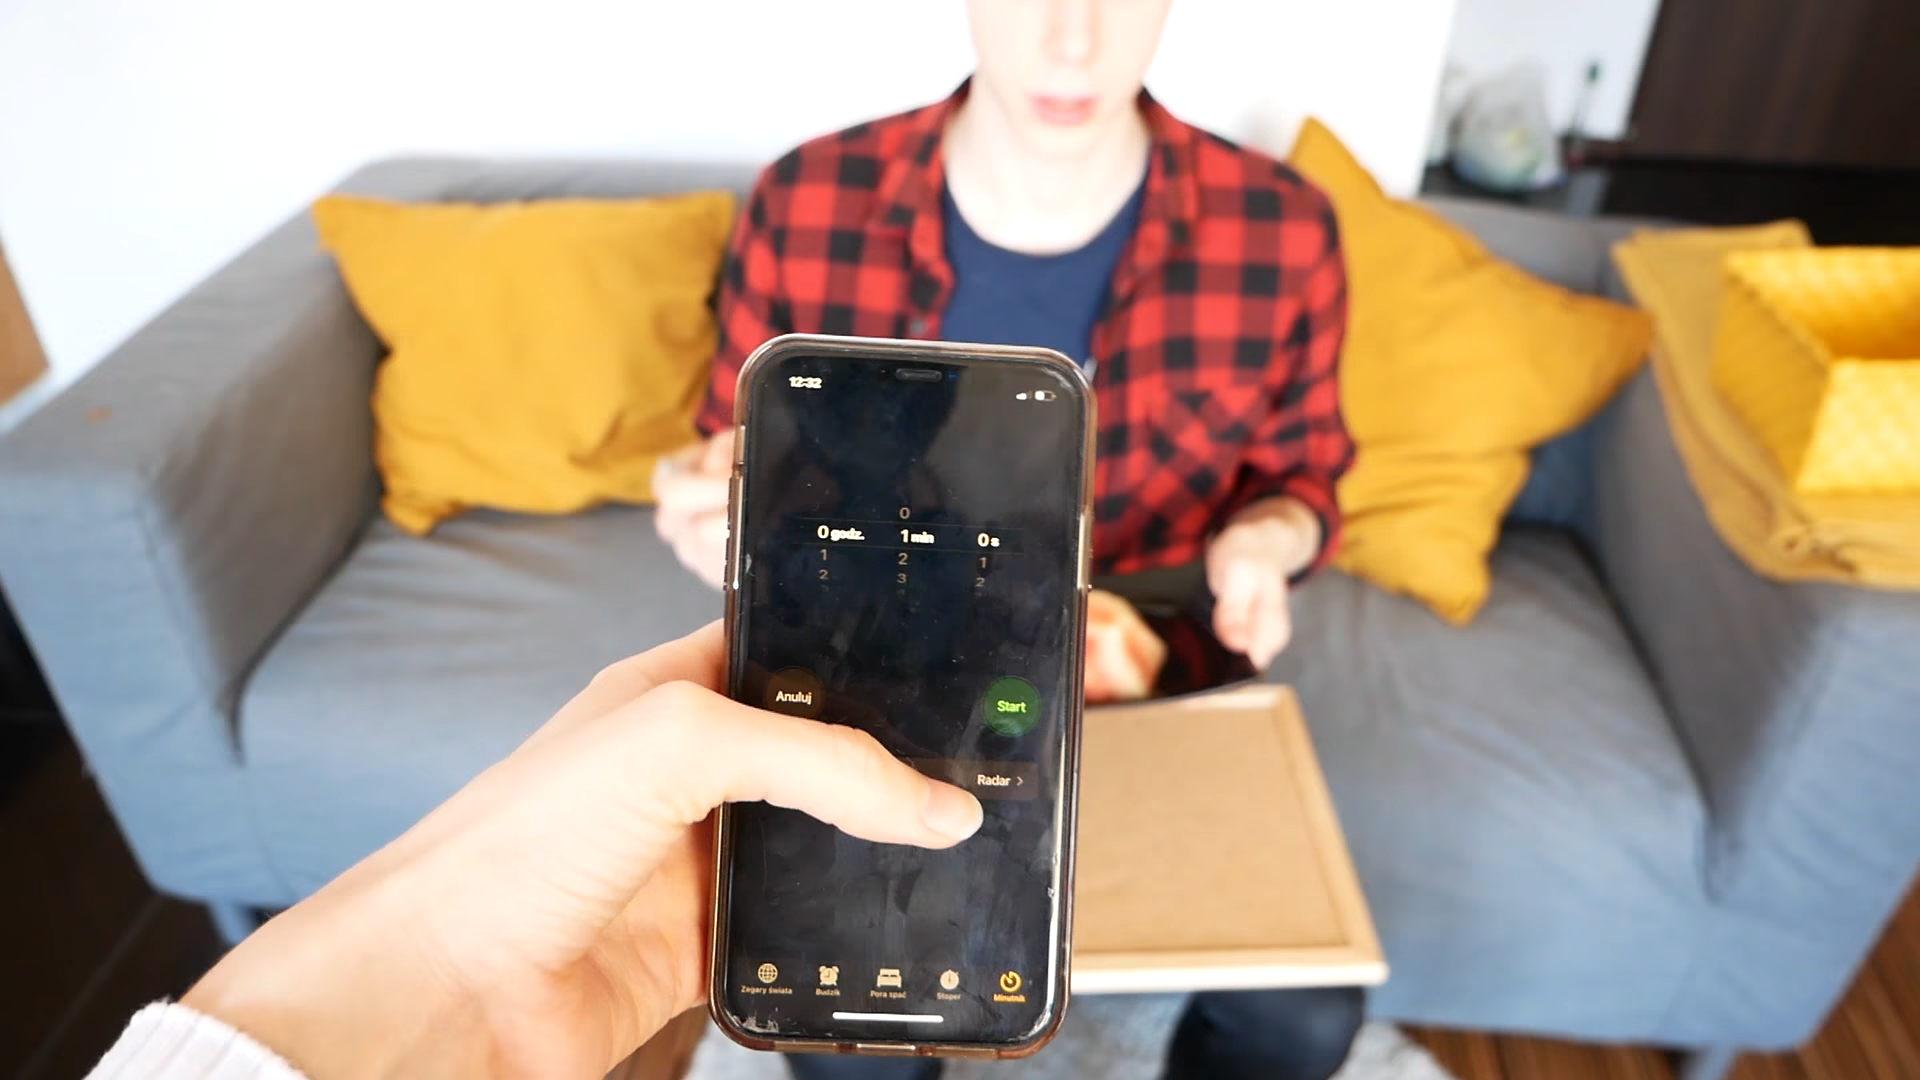 12:32
0
0 godz. 1 min 0 s
1 2 1
2 3 2
Anuluj Start
Radar >
Zegary świata Budzik Pora spać Stoper Minutnik